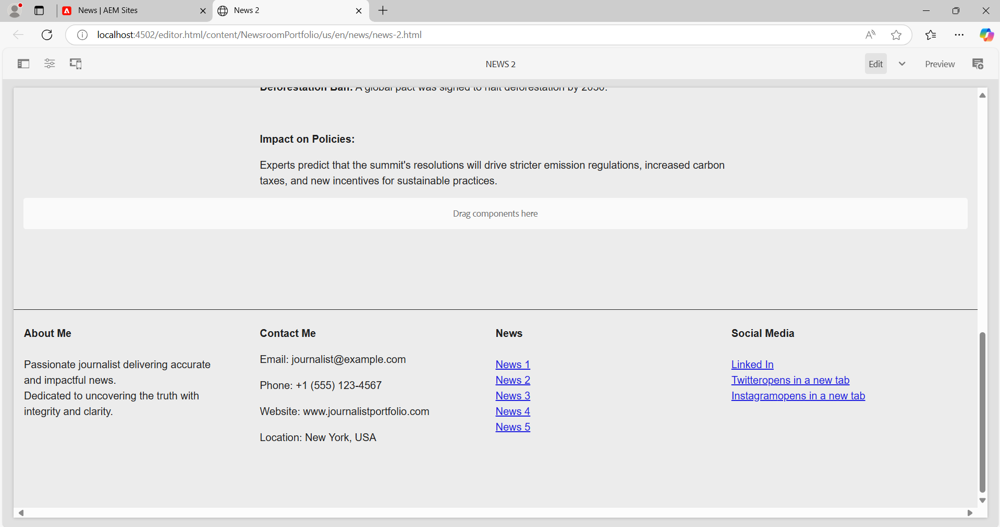 News | AEM Sites
News 2
localhost:4502/editor.html/content/NewsroomPortfolio/us/en/news/news-2.html
NEWS 2
Edit
Preview
Deforestation Ban: A global pact was signed to halt deforestation by 2030.
Impact on Policies:
Experts predict that the summit's resolutions will drive stricter emission regulations, increased carbon
taxes, and new incentives for sustainable practices.
Drag components here
About Me
Passionate journalist delivering accurate
and impactful news.
Dedicated to uncovering the truth with
integrity and clarity.
Contact Me
Email: journalist@example.com
Phone: +1 (555) 123-4567
Website: www.journalistportfolio.com
Location: New York, USA
News
News 1
News 2
News 3
News 4
News 5
Social Media
Linked In
Twitteropens in a new tab
Instagramopens in a new tab